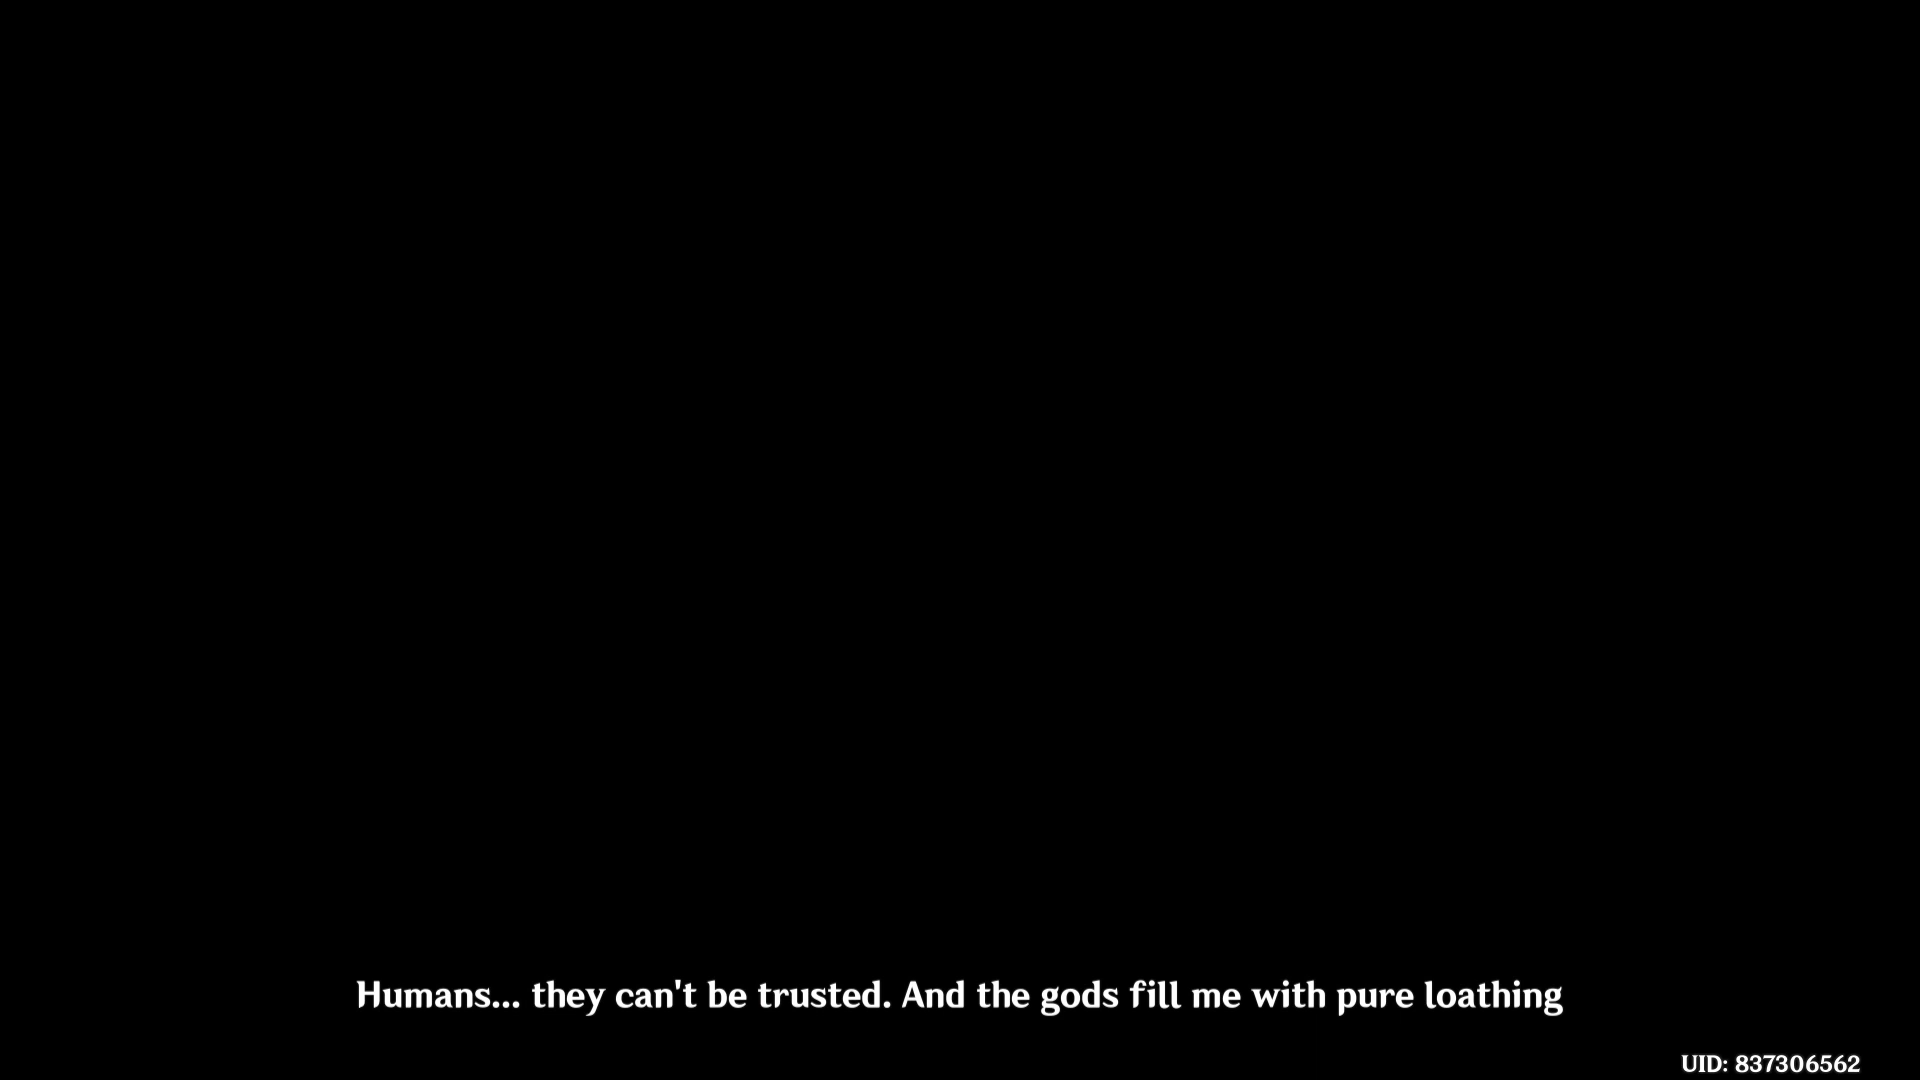 Humans... they can't be trusted. And the gods fill me with pure loathing
UID: 837306562